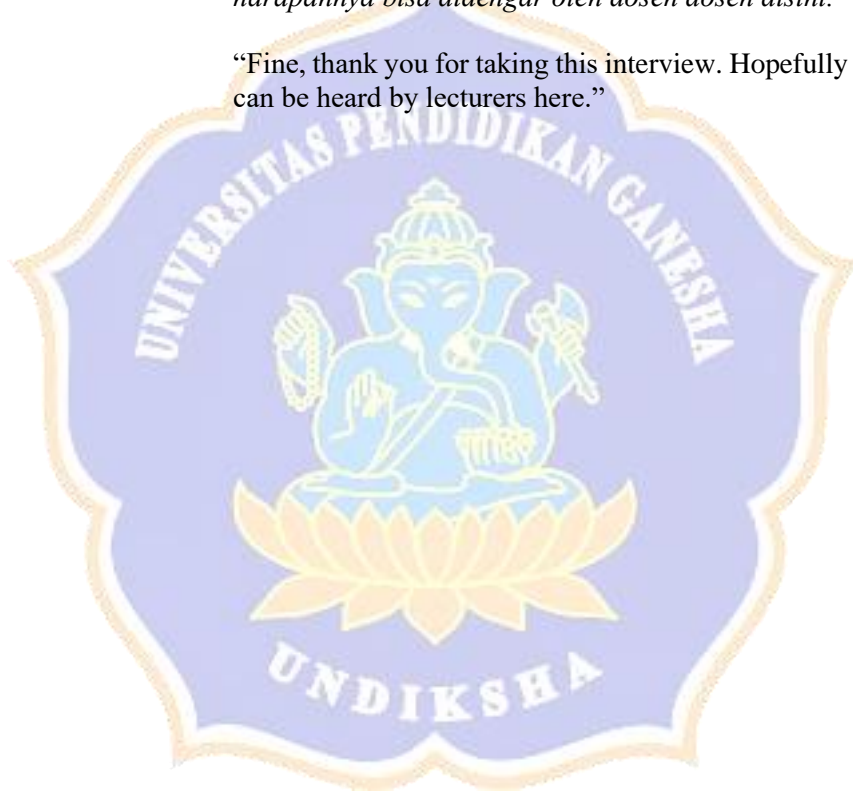 harapannya bisa didengar oleh dosen dosen disini.
“Fine, thank you for taking this interview. Hopefully
can be heard by lecturers here.”
UNIVERSITAS PENDIDIKAN GANESHA
UNDIKSHA